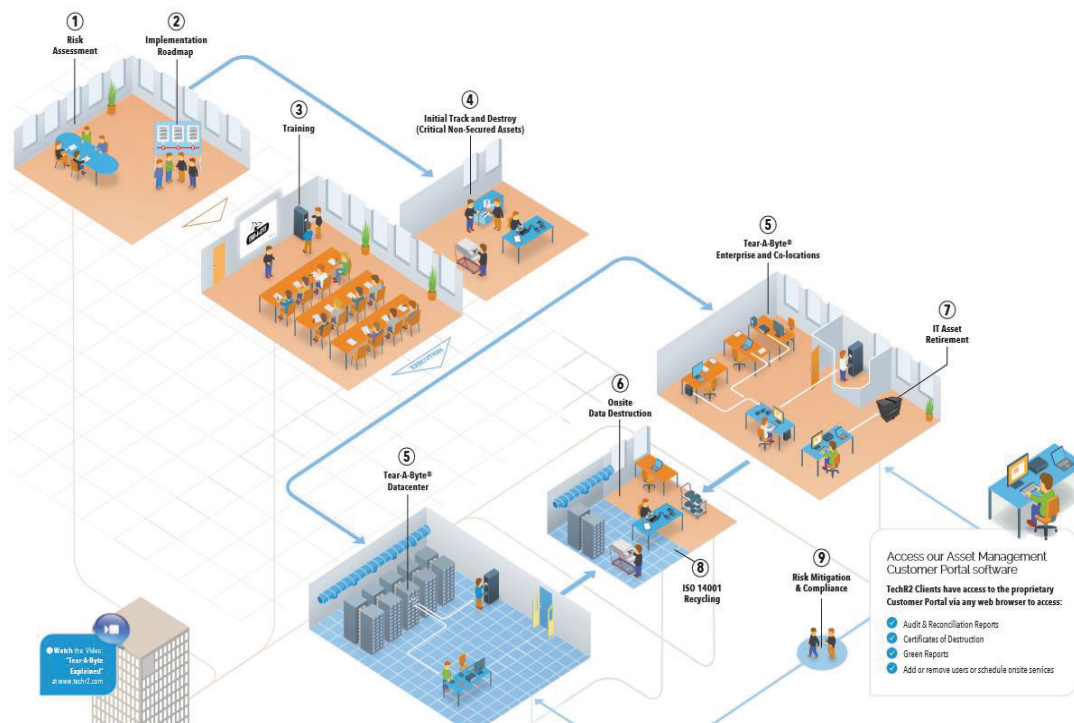 1
Risk
Assessment
2
Implementation
Roadmap
3
Training
4
Initial Track and Destroy
(Critical Non-Secured Assets)
5
Tear-A-Byte®
Enterprise and Co-locations
7
IT Asset
Retirement
6
Onsite
Data Destruction
EXECUTION
5
Tear-A-Byte®
Datacenter
8
ISO 14001
Recycling
9
Risk Mitigation
& Compliance
Access our Asset Management
Customer Portal software
TechR2 Clients have access to the proprietary
Customer Portal via any web browser to access:
Audit & Reconciliation Reports
Certificates of Destruction
Green Reports
Add or remove users or schedule onsite services
Watch the Video:
"Tear-A-Byte
Explained"
at www.techr2.com